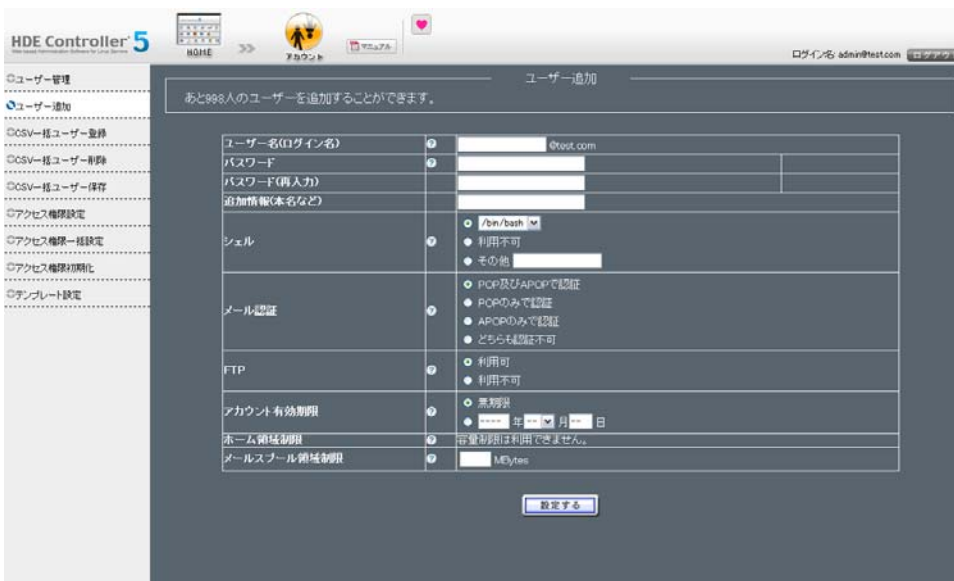 HDE Controller 5
HOME
アカウント
マニュアル
ログイン名: admin@test.com ログアウト
ユーザー管理
ユーザー追加
CSV一括ユーザー登録
CSV一括ユーザー削除
CSV一括ユーザー保存
アクセス権限設定
アクセス権限一括設定
アクセス権限初期化
テンプレート設定
ユーザー追加
あと998人のユーザーを追加することができます。
ユーザー名(ログイン名) @test.com
パスワード
パスワード(再入力)
追加情報(本名など)
シェル
/bin/bash
利用不可
その他
メール認証
POP及びAPOPで認証
POPのみで認証
APOPのみで認証
どちらも認証不可
FTP
利用可
利用不可
アカウント有効期限
無期限
---- 年 -- 月 -- 日
ホーム領域制限 容量制限は利用できません。
メールスプール領域制限 MBytes
設定する